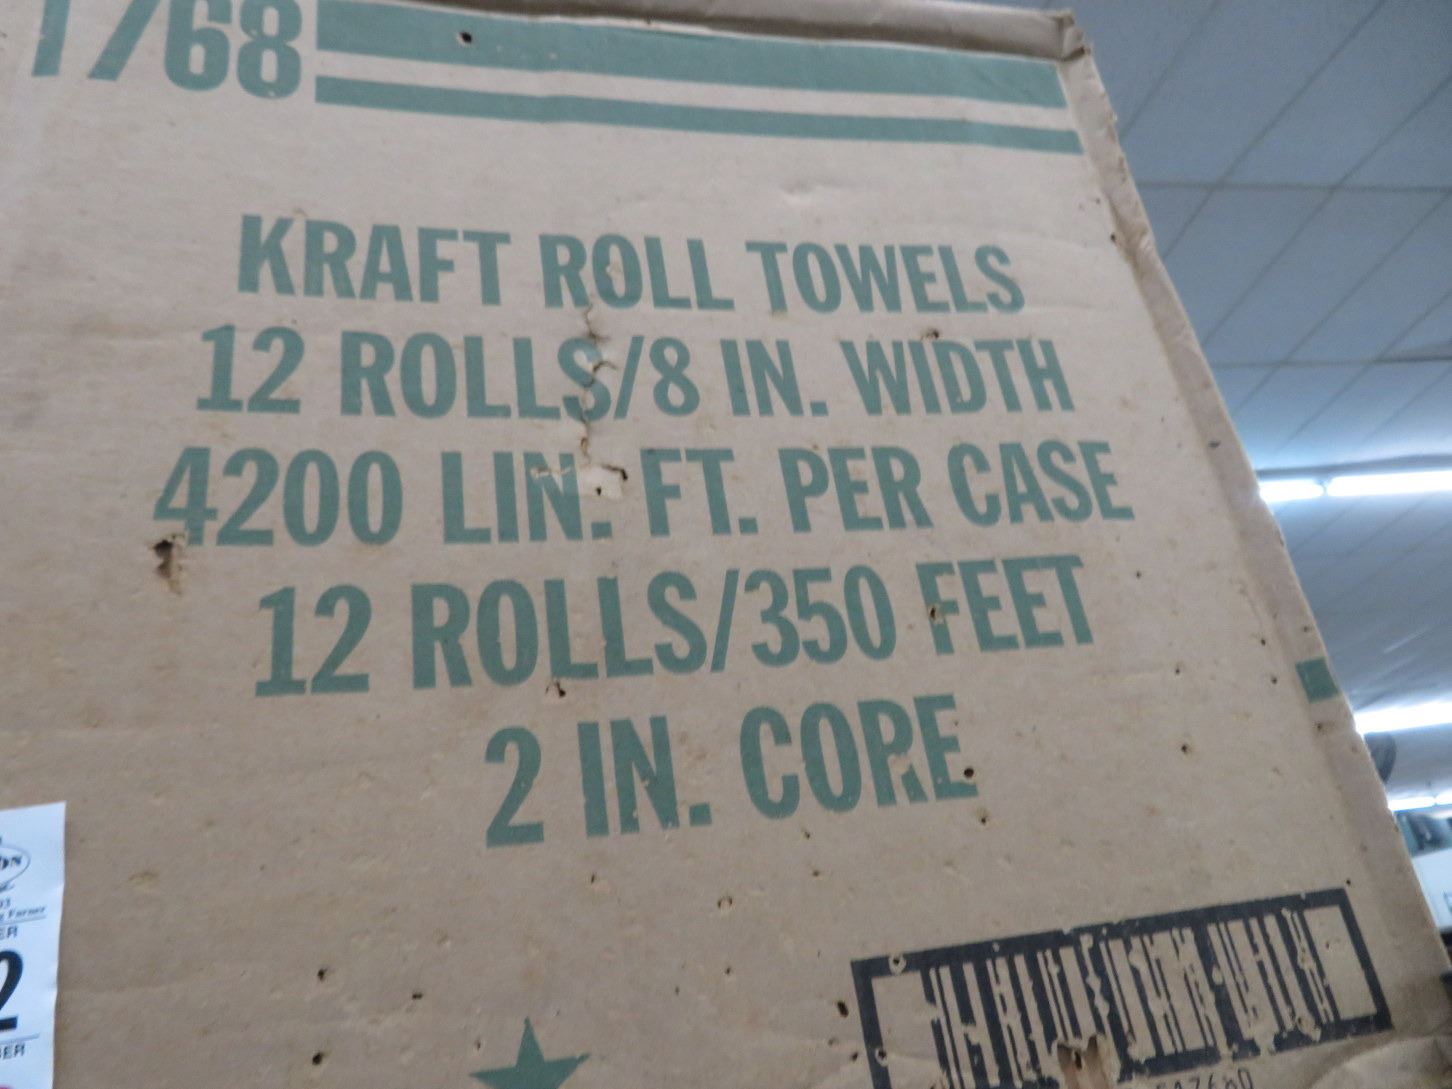 1768
KRAFT ROLL TOWELS
12 ROLLS/8 IN. WIDTH
4200 LIN. FT. PER CASE
12 ROLLS/350 FEET
2 IN. CORE